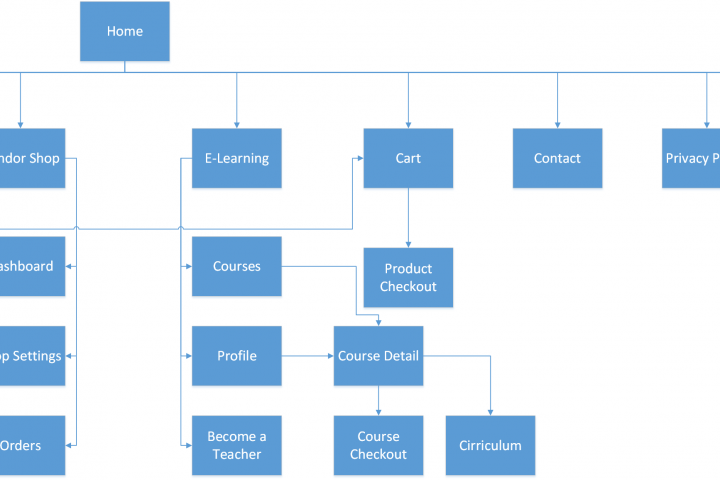 Home
ndor Shop
E-Learning
Cart
Contact
Privacy P
ashboard
Courses
Product
Checkout
op Settings
Profile
Course Detail
Orders
Become a
Teacher
Course
Checkout
Cirriculum